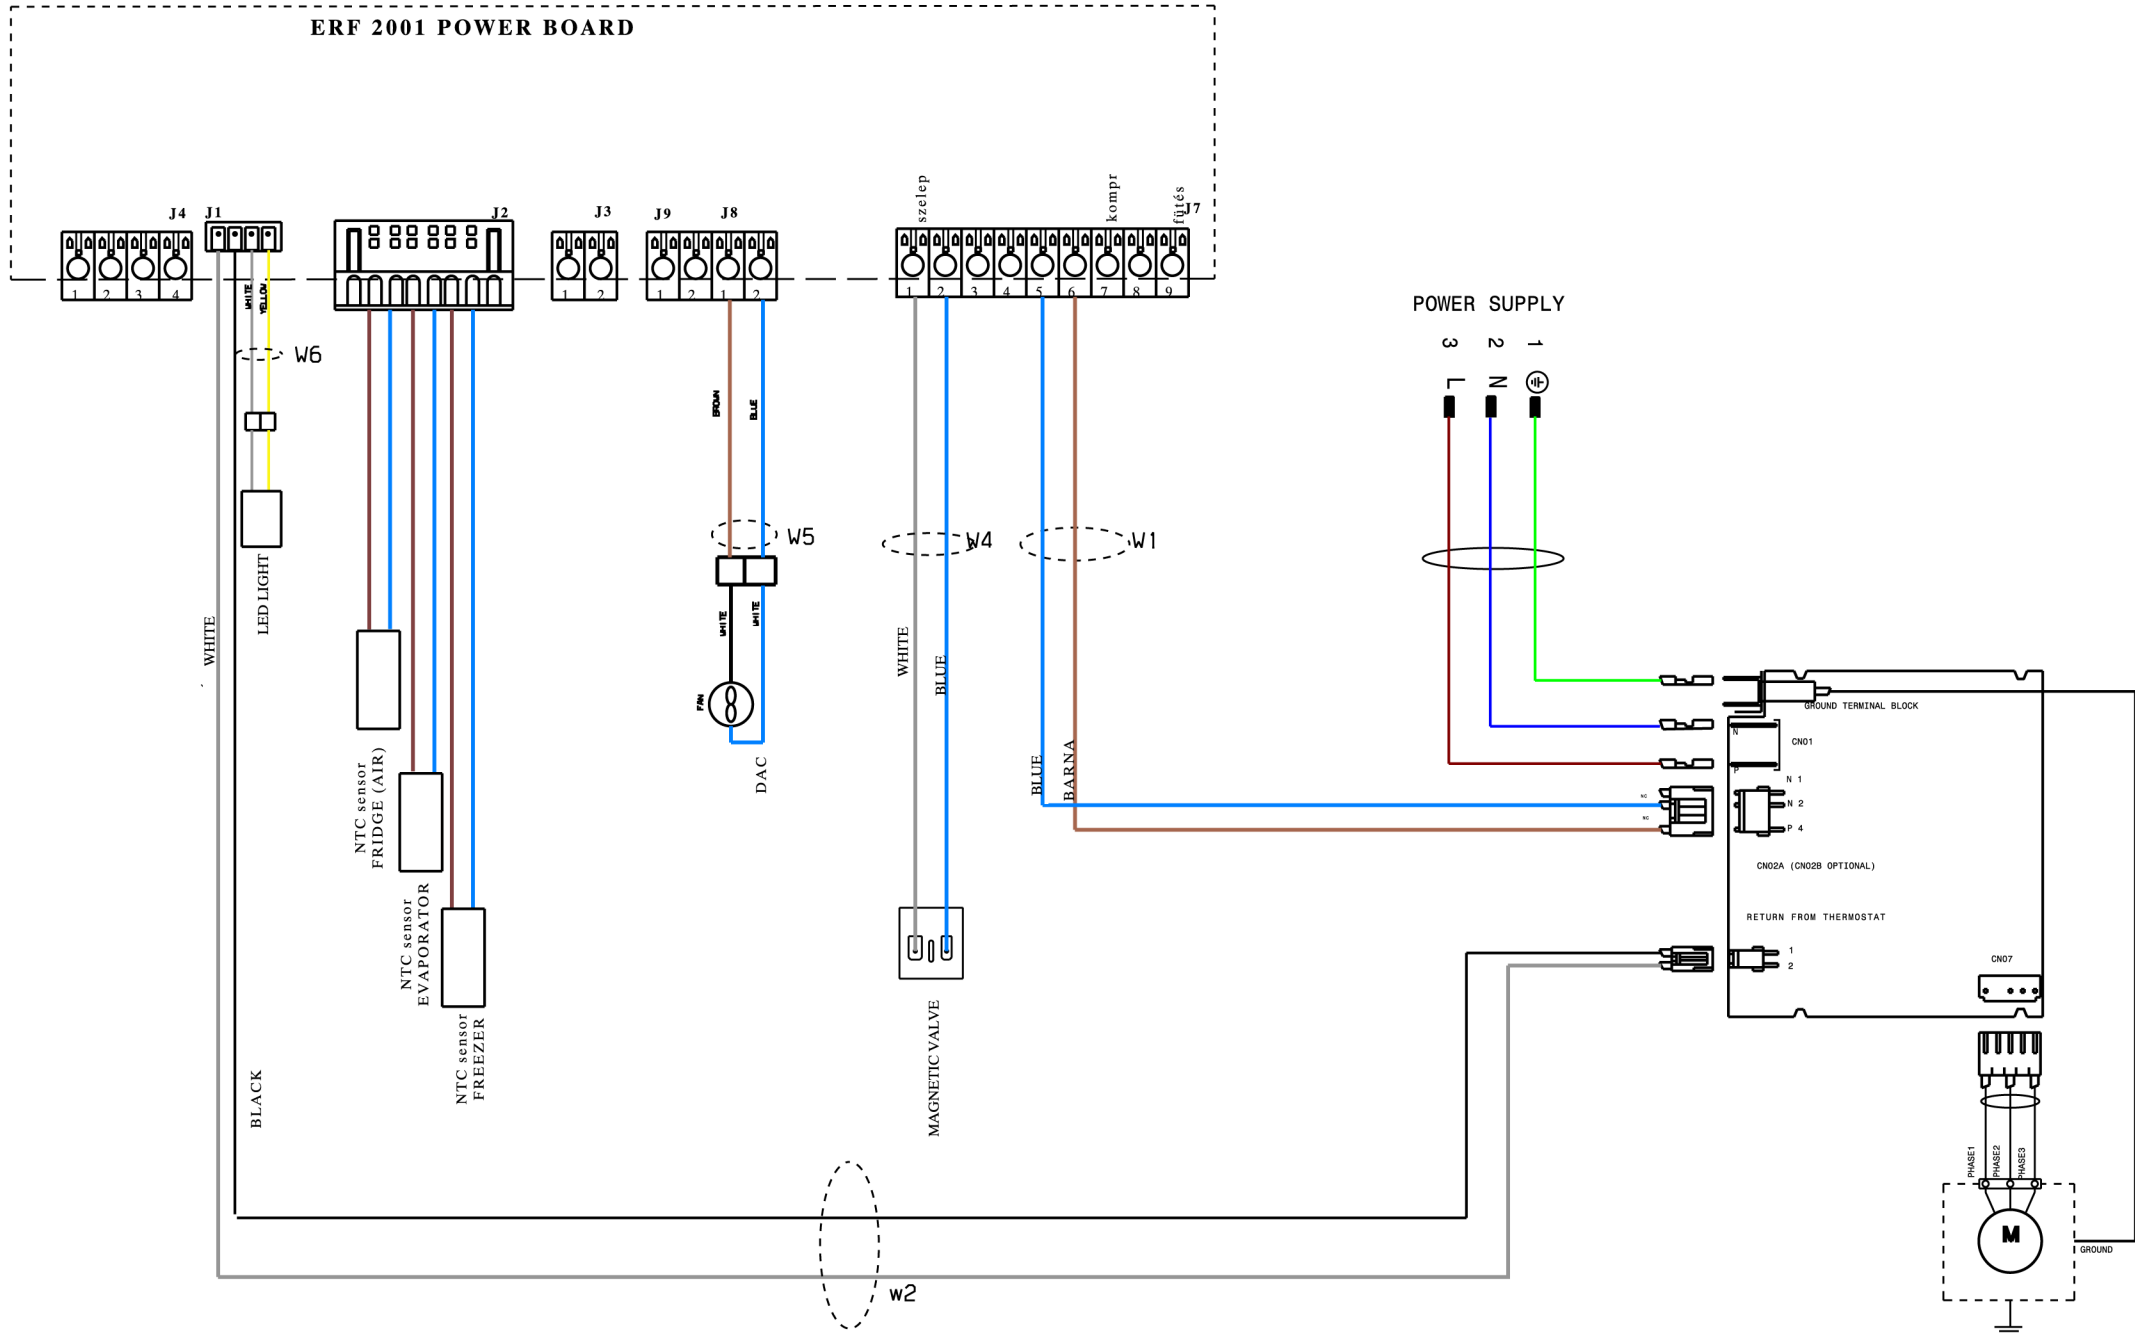 ERF 2001 POWER BOARD
szelep
kompr
fütés
J4
J1
J2
J3
J9
J8
J7
1 2 3 4
1 2
1 2 1 2
1 2 3 4 5 6 7 8 9
WHITE
YELLOW
W6
LED LIGHT
WHITE
BLACK
NTC sensor
FRIDGE (AIR)
NTC sensor
EVAPORATOR
NTC sensor
FREEZER
BROWN
BLUE
W5
WHITE
WHITE
FAN
DAC
W4
WHITE
BLUE
MAGNETIC VALVE
W1
BLUE
BARNA
W2
POWER SUPPLY
3 2 1
L N
GROUND TERMINAL BLOCK
N
CN01
P
N 1
N 2
P 4
NC
NC
CN02A (CN02B OPTIONAL)
RETURN FROM THERMOSTAT
1
2
CN07
PHASE1
PHASE2
PHASE3
M
GROUND